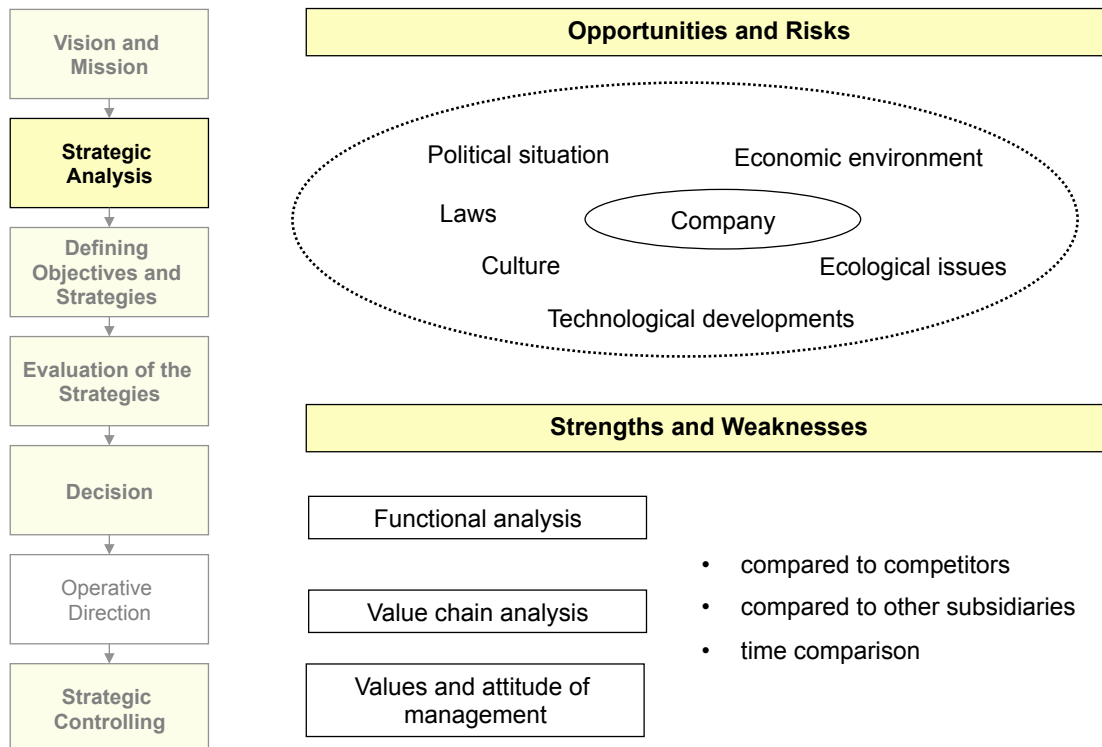 Vision and
Mission
Strategic
Analysis
Defining
Objectives and
Strategies
Evaluation of the
Strategies
Decision
Operative
Direction
Strategic
Controlling
Opportunities and Risks
Political situation
Economic environment
Laws
Company
Culture
Ecological issues
Technological developments
Strengths and Weaknesses
Functional analysis
Value chain analysis
Values and attitude of
management
• compared to competitors
• compared to other subsidiaries
• time comparison